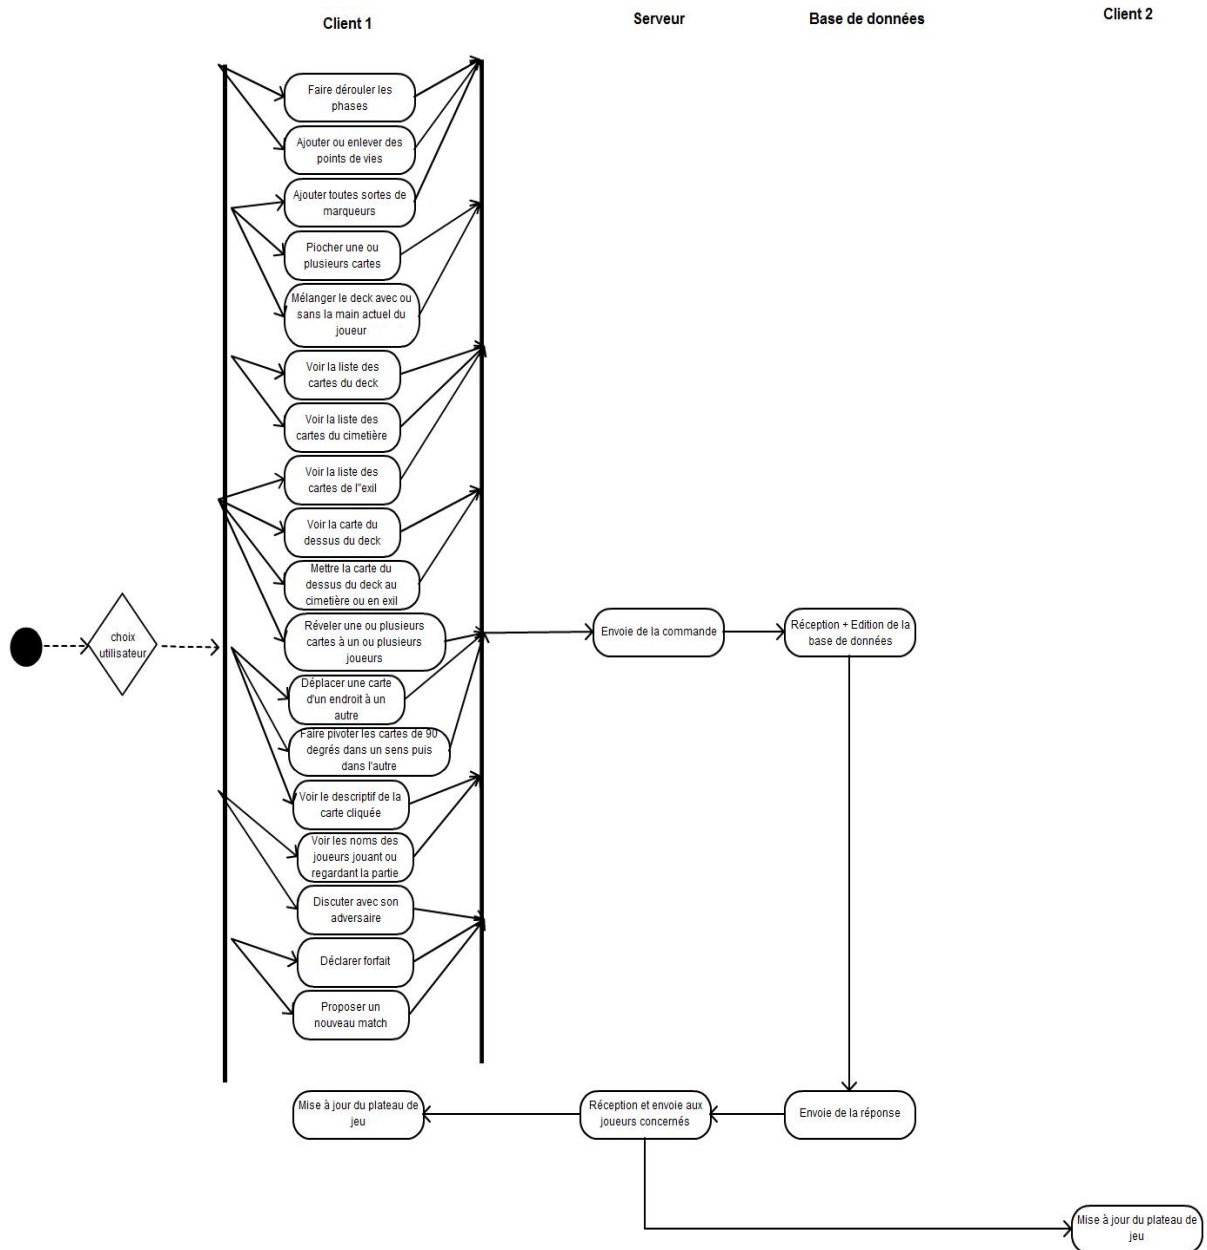 Client 1
Serveur
Base de données
Client 2
Faire dérouler les
phases
Ajouter ou enlever des
points de vies
Ajouter toutes sortes de
marqueurs
Piocher une ou
plusieurs cartes
Mélanger le deck avec ou
sans la main actuel du
joueur
Voir la liste des
cartes du deck
Voir la liste des
cartes du cimetière
Voir la liste des
cartes de l"exil
Voir la carte du
dessus du deck
Mettre la carte du
dessus du deck au
cimetière ou en exil
Réveler une ou plusieurs
cartes à un ou plusieurs
joueurs
choix
utilisateur
Envoie de la commande
Réception + Edition de la
base de données
Déplacer une carte
d'un endroit à un
autre
Faire pivoter les cartes de 90
degrés dans un sens puis
dans l'autre
Voir le descriptif de la
carte cliquée
Voir les noms des
joueurs jouant ou
regardant la partie
Discuter avec son
adversaire
Déclarer forfait
Proposer un
nouveau match
Mise à jour du plateau de
jeu
Réception et envoie aux
joueurs concernés
Envoie de la réponse
Mise à jour du plateau de
jeu